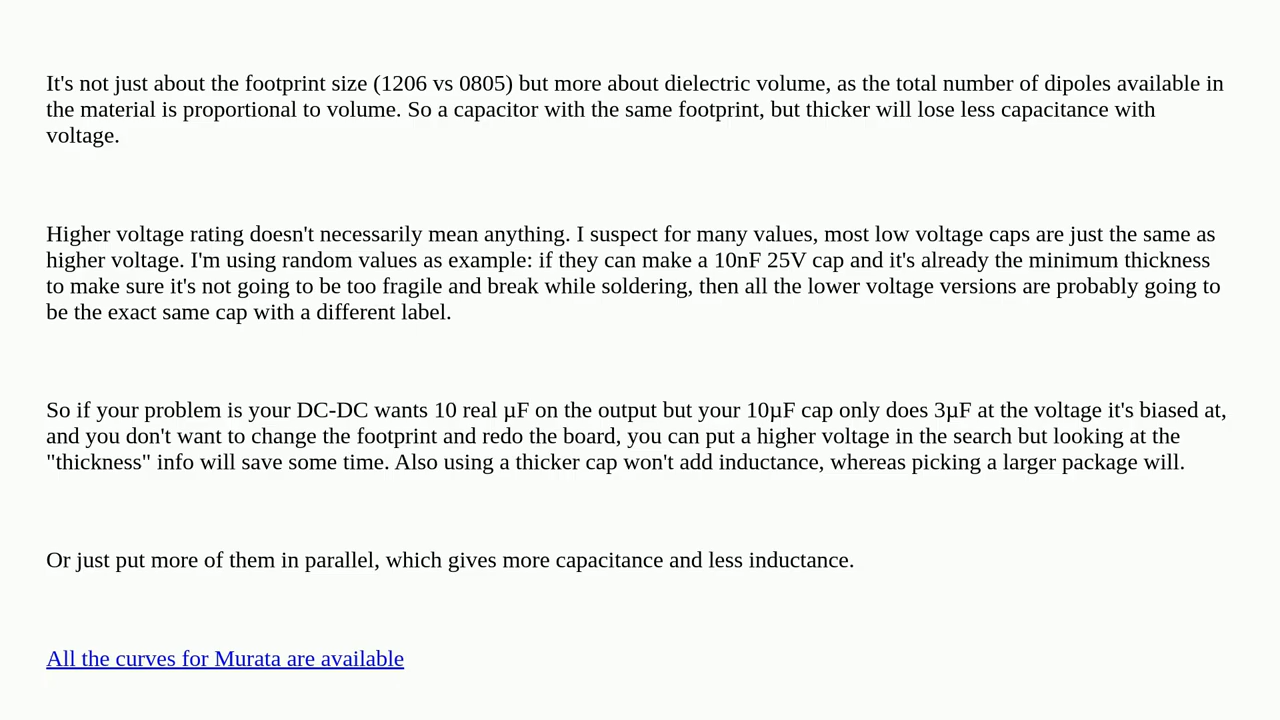 It's not just about the footprint size (1206 vs 0805) but more about dielectric volume, as the total number of dipoles available in
the material is proportional to volume. So a capacitor with the same footprint, but thicker will lose less capacitance with
voltage.
Higher voltage rating doesn't necessarily mean anything. I suspect for many values, most low voltage caps are just the same as
higher voltage. I'm using random values as example: if they can make a 10nF 25V cap and it's already the minimum thickness
to make sure it's not going to be too fragile and break while soldering, then all the lower voltage versions are probably going to
be the exact same cap with a different label.
So if your problem is your DC-DC wants 10 real µF on the output but your 10µF cap only does 3µF at the voltage it's biased at,
and you don't want to change the footprint and redo the board, you can put a higher voltage in the search but looking at the
"thickness" info will save some time. Also using a thicker cap won't add inductance, whereas picking a larger package will.
Or just put more of them in parallel, which gives more capacitance and less inductance.
All the curves for Murata are available